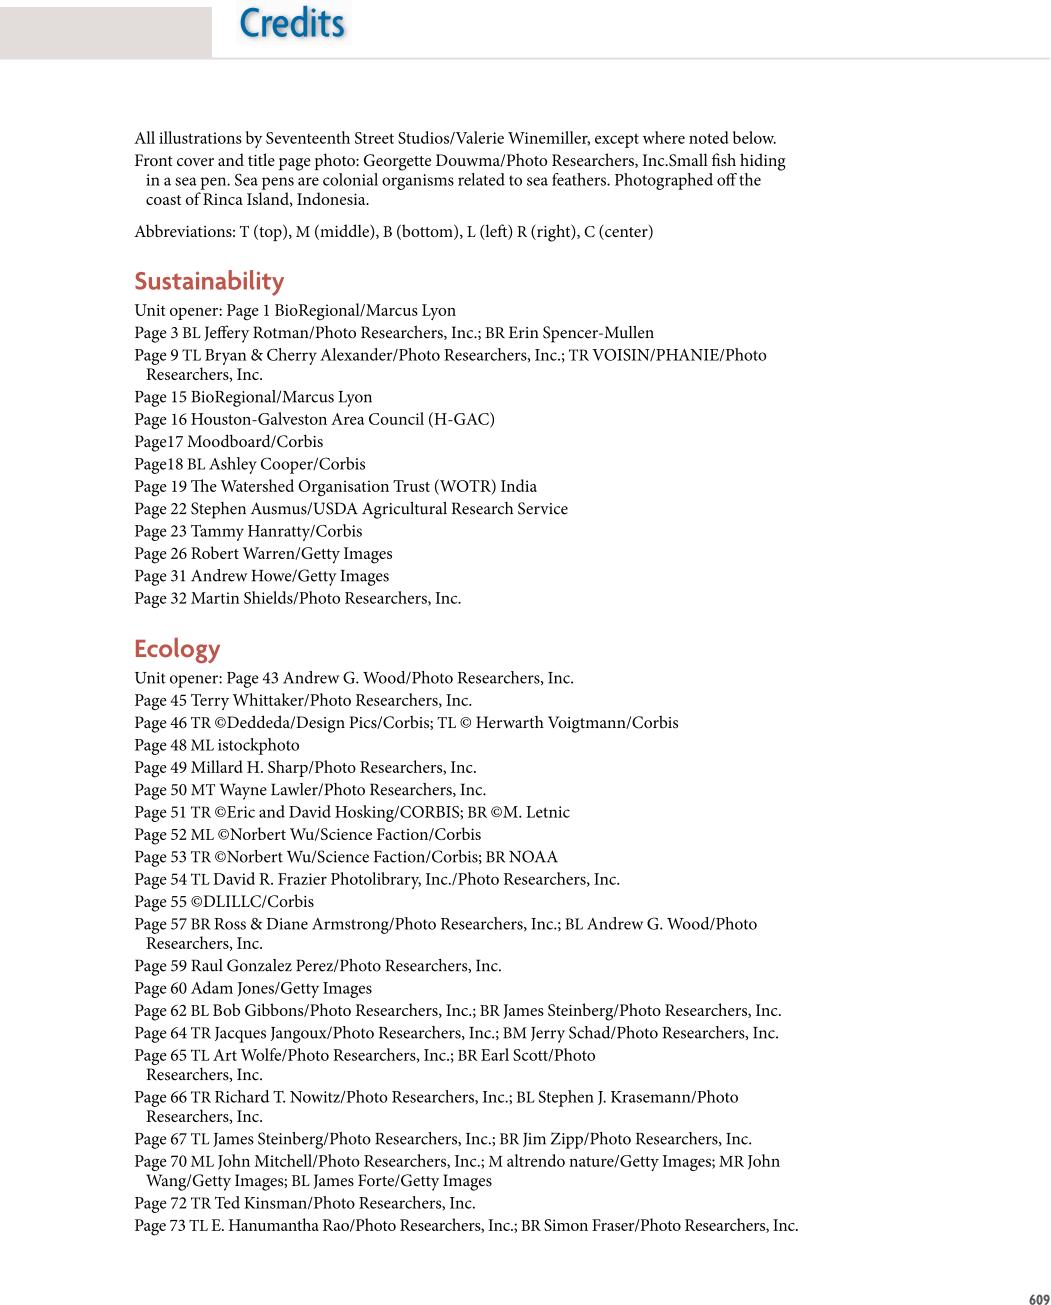 Credits
All illustrations by Seventeenth Street Studios/Valerie Winemiller, except where noted below.
Front cover and title page photo: Georgette Douwma/Photo Researchers, Inc.Small fish hiding
in a sea pen. Sea pens are colonial organisms related to sea feathers. Photographed off the
coast of Rinca Island, Indonesia.
Abbreviations: T (top), M (middle), B (bottom), L (left) R (right), C (center)
Sustainability
Unit opener: Page 1 BioRegional/Marcus Lyon
Page 3 BL Jeffery Rotman/Photo Researchers, Inc.; BR Erin Spencer-Mullen
Page 9 TL Bryan & Cherry Alexander/Photo Researchers, Inc.; TR VOISIN/PHANIE/Photo
Researchers, Inc.
Page 15 BioRegional/Marcus Lyon
Page 16 Houston-Galveston Area Council (H-GAC)
Page17 Moodboard/Corbis
Page18 BL Ashley Cooper/Corbis
Page 19 The Watershed Organisation Trust (WOTR) India
Page 22 Stephen Ausmus/USDA Agricultural Research Service
Page 23 Tammy Hanratty/Corbis
Page 26 Robert Warren/Getty Images
Page 31 Andrew Howe/Getty Images
Page 32 Martin Shields/Photo Researchers, Inc.
Ecology
Unit opener: Page 43 Andrew G. Wood/Photo Researchers, Inc.
Page 45 Terry Whittaker/Photo Researchers, Inc.
Page 46 TR ©Deddeda/Design Pics/Corbis; TL © Herwarth Voigtmann/Corbis
Page 48 ML istockphoto
Page 49 Millard H. Sharp/Photo Researchers, Inc.
Page 50 MT Wayne Lawler/Photo Researchers, Inc.
Page 51 TR ©Eric and David Hosking/CORBIS; BR ©M. Letnic
Page 52 ML ©Norbert Wu/Science Faction/Corbis
Page 53 TR ©Norbert Wu/Science Faction/Corbis; BR NOAA
Page 54 TL David R. Frazier Photolibrary, Inc./Photo Researchers, Inc.
Page 55 ©DLILLC/Corbis
Page 57 BR Ross & Diane Armstrong/Photo Researchers, Inc.; BL Andrew G. Wood/Photo
Researchers, Inc.
Page 59 Raul Gonzalez Perez/Photo Researchers, Inc.
Page 60 Adam Jones/Getty Images
Page 62 BL Bob Gibbons/Photo Researchers, Inc.; BR James Steinberg/Photo Researchers, Inc.
Page 64 TR Jacques Jangoux/Photo Researchers, Inc.; BM Jerry Schad/Photo Researchers, Inc.
Page 65 TL Art Wolfe/Photo Researchers, Inc.; BR Earl Scott/Photo
Researchers, Inc.
Page 66 TR Richard T. Nowitz/Photo Researchers, Inc.; BL Stephen J. Krasemann/Photo
Researchers, Inc.
Page 67 TL James Steinberg/Photo Researchers, Inc.; BR Jim Zipp/Photo Researchers, Inc.
Page 70 ML John Mitchell/Photo Researchers, Inc.; M altrendo nature/Getty Images; MR John
Wang/Getty Images; BL James Forte/Getty Images
Page 72 TR Ted Kinsman/Photo Researchers, Inc.
Page 73 TL E. Hanumantha Rao/Photo Researchers, Inc.; BR Simon Fraser/Photo Researchers, Inc.
609